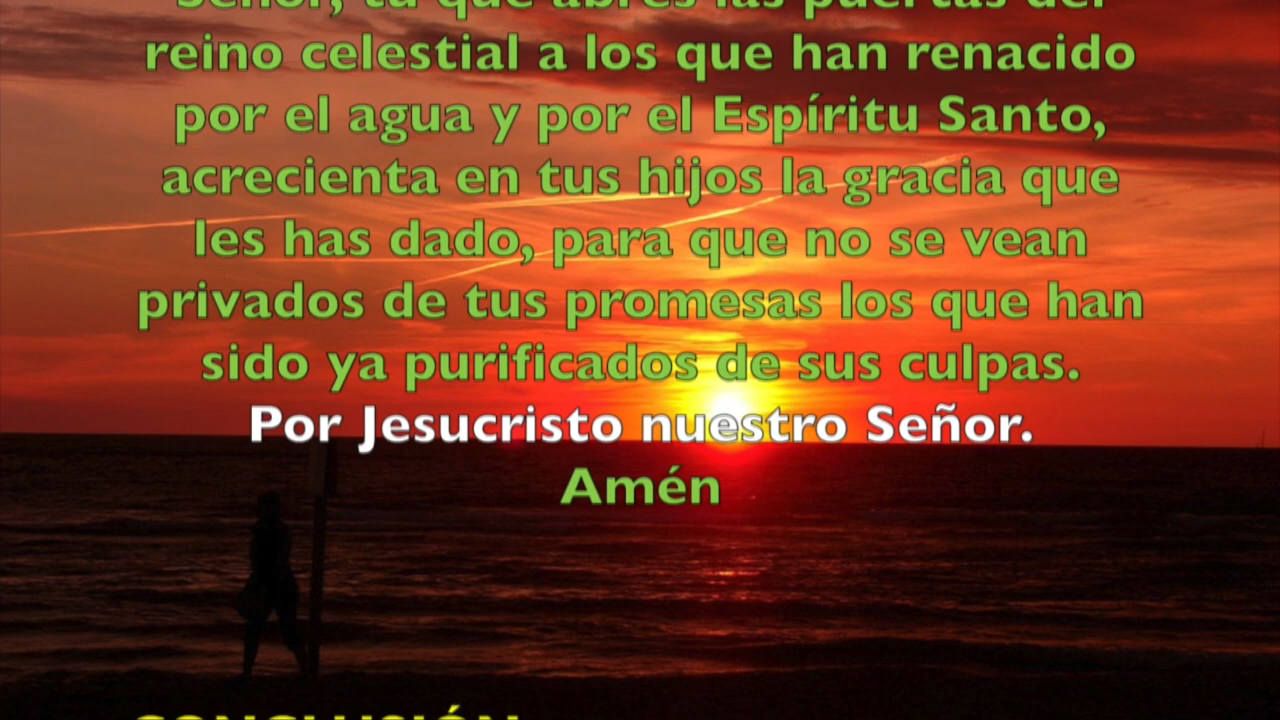 Señor, tú que abres las puertas del
reino celestial a los que han renacido
por el agua y por el Espíritu Santo,
acrecienta en tus hijos la gracia que
les has dado, para que no se vean
privados de tus promesas los que han
sido ya purificados de sus culpas.
Por Jesucristo nuestro Señor.
Amén
CONCLUSIÓN